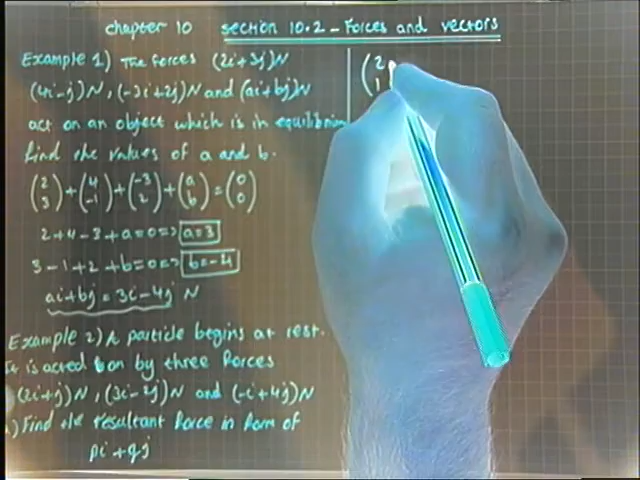 chapter 10 section 10.2 - Forces and vectors
Example 1) The forces (2i+3j)N
(4i-j)N, (-3i+2j)N and (ai+bj)N
act on an object which is in equilibrium
find the values of a and b.
(2 3) + (4 -1) + (-3 2) + (a b) = (0 0)
2+4-3+a=0 => a=3
3-1+2+b=0 => b=-4
ai+bj = 3i-4j N
Example 2) A particle begins at rest.
It is acted on by three forces
(2i+j)N, (3i-2j)N and (-i+4j)N
) Find the resultant force in form of
pi+qj
(2 1